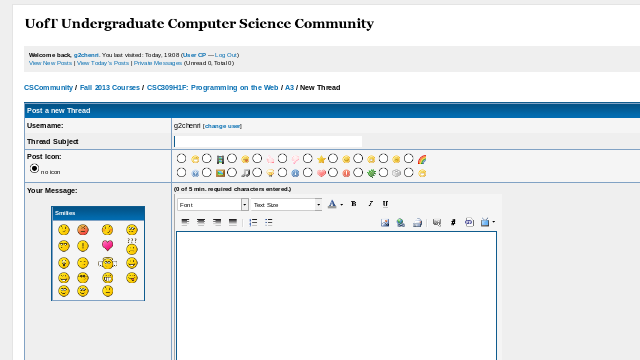 UofT Undergraduate Computer Science Community
Welcome back, g2chenri. You last visited: Today, 19:08 (User CP — Log Out)
View New Posts | View Today's Posts | Private Messages (Unread 0, Total 0)
CSCommunity / Fall 2013 Courses / CSC309H1F: Programming on the Web / A3 / New Thread
Post a new Thread
Username: g2chenri [change user]
Thread Subject
Post Icon:
no icon
Your Message: (0 of 5 min. required characters entered.)
Font Text Size A B I U
Smilies